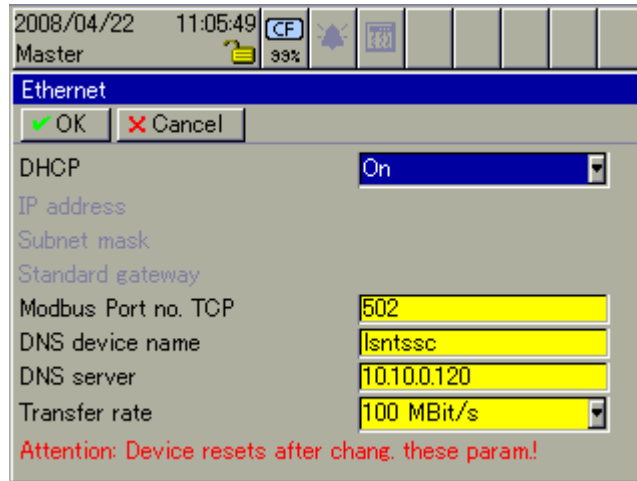 2008/04/22 11:05:49 CF
Master 99%
Ethernet
OK Cancel
DHCP On
IP address
Subnet mask
Standard gateway
Modbus Port no. TCP 502
DNS device name lsntssc
DNS server 10.10.0.120
Transfer rate 100 MBit/s
Attention: Device resets after chang. these param.!